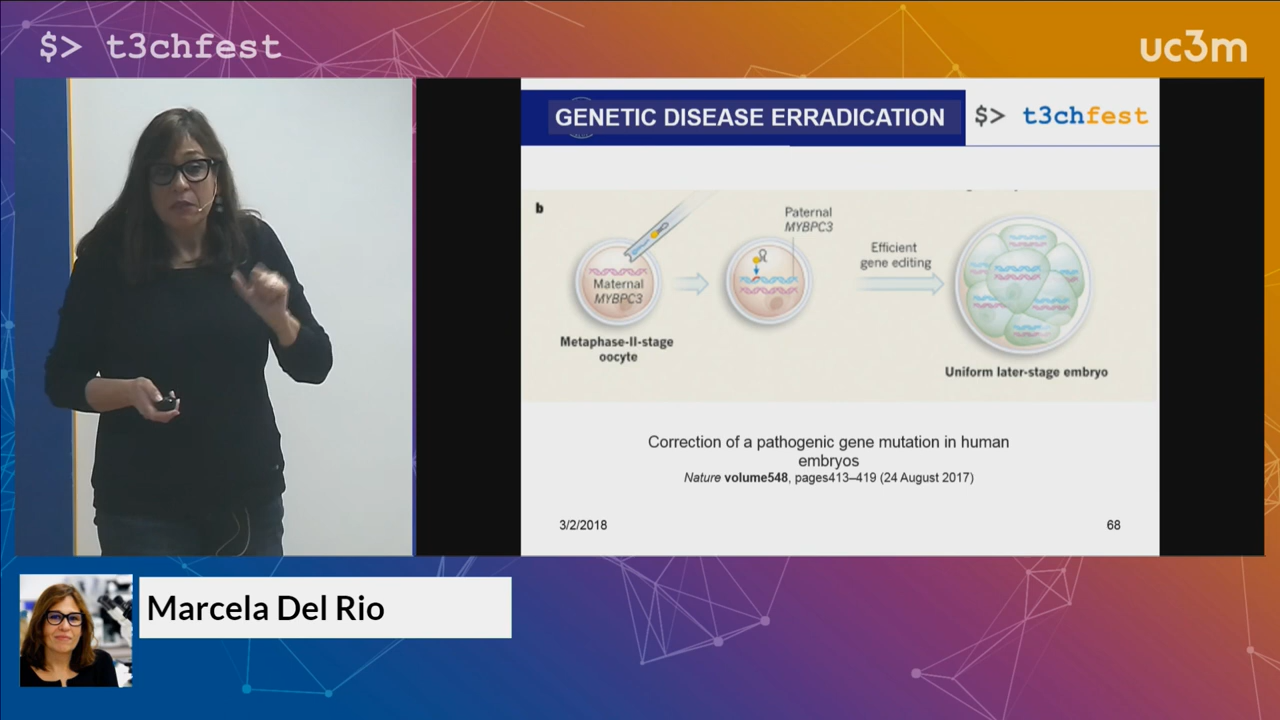 $> t3chfest
uc3m
GENETIC DISEASE ERRADICATION
$> t3chfest
b
Paternal
MYBPC3
Efficient
gene editing
Maternal
MYBPC3
Metaphase-II-stage
oocyte
Uniform later-stage embryo
Correction of a pathogenic gene mutation in human
embryos
Nature volume548, pages413–419 (24 August 2017)
3/2/2018
68
Marcela Del Rio